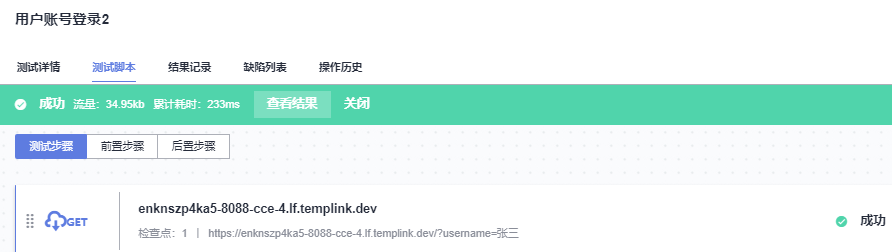 用户账号登录2
测试详情 测试脚本 结果记录 缺陷列表 操作历史
成功 流量：34.95kb 累计耗时：233ms 查看结果 关闭
测试步骤 前置步骤 后置步骤
enknszp4ka5-8088-cce-4.lf.templink.dev
GET 成功
检查点：1 | https://enknszp4ka5-8088-cce-4.lf.templink.dev/?username=张三